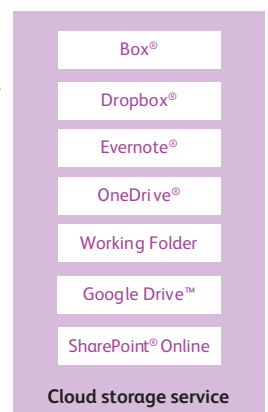 Box®
Dropbox®
Evernote®
OneDrive®
Working Folder
Google Drive™
SharePoint® Online
Cloud storage service